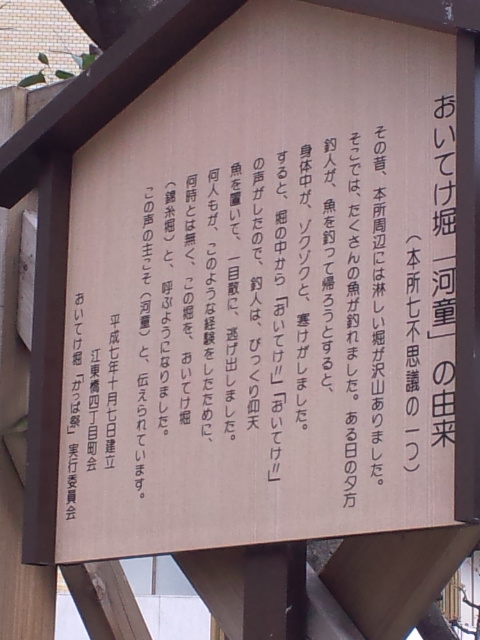 おいてけ堀「河童」の由来
（本所七不思議の一つ）
その昔、本所周辺には淋しい堀が沢山ありました。
そこでは、たくさんの魚が釣れました。ある日の夕方
釣人が、魚を釣って帰ろうとすると、
身体中が、ゾクゾクと、寒けがしました。
すると、堀の中から「おいてけ!!」「おいてけ!!」
の声がしたので、釣人は、びっくり仰天
魚を置いて、一目散に、逃げ出しました。
何人もが、このような経験をしたために、
何時とは無く、この堀を、おいてけ堀
（錦糸堀）と、呼ぶようになりました。
この声の主こそ（河童）と、伝えられています。
平成七年十月七日建立
江東橋四丁目町会
おいてけ堀「かっぱ祭」実行委員会